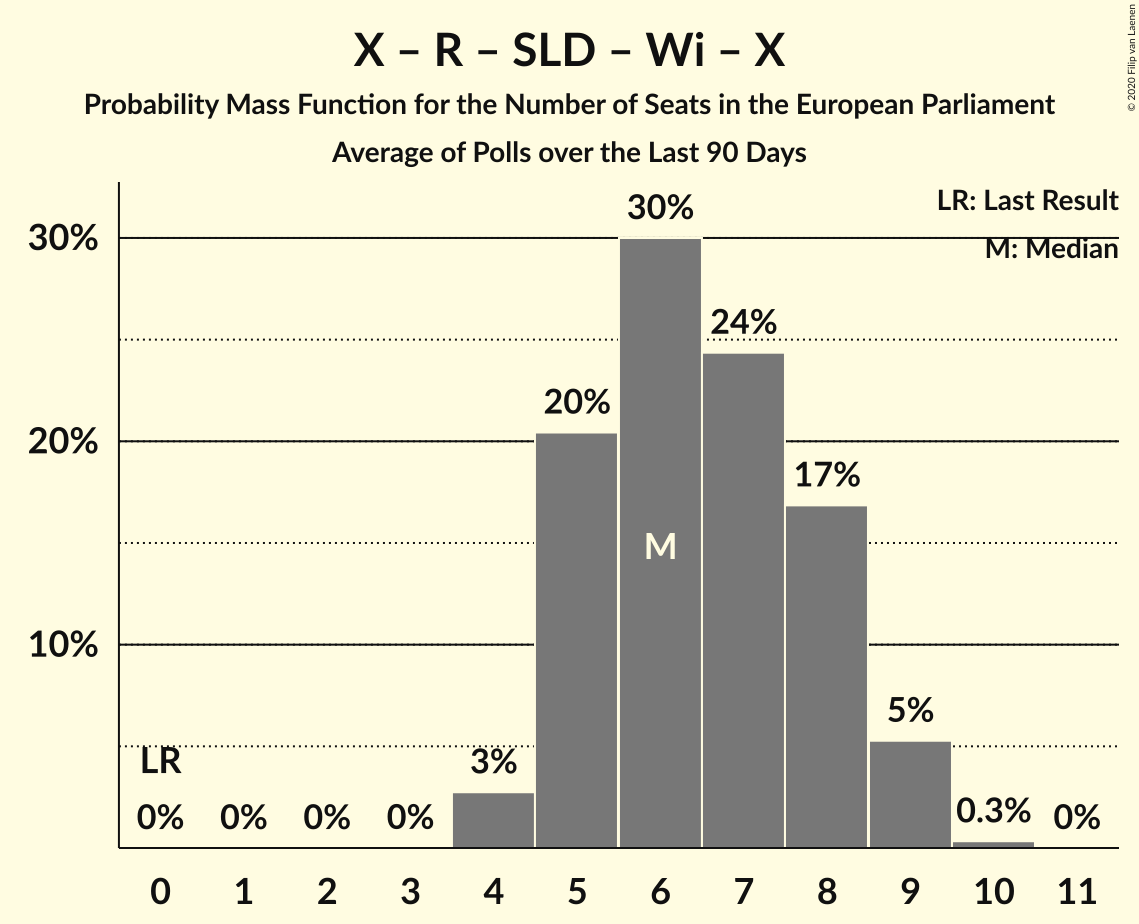 X – R – SLD – Wi – X
Probability Mass Function for the Number of Seats in the European Parliament
Average of Polls over the Last 90 Days
© 2020 Filip van Laenen
LR: Last Result
M: Median
30%
20%
10%
LR
0%
0%
0%
0%
3%
20%
30%
M
24%
17%
5%
0.3%
0%
0 1 2 3 4 5 6 7 8 9 10 11